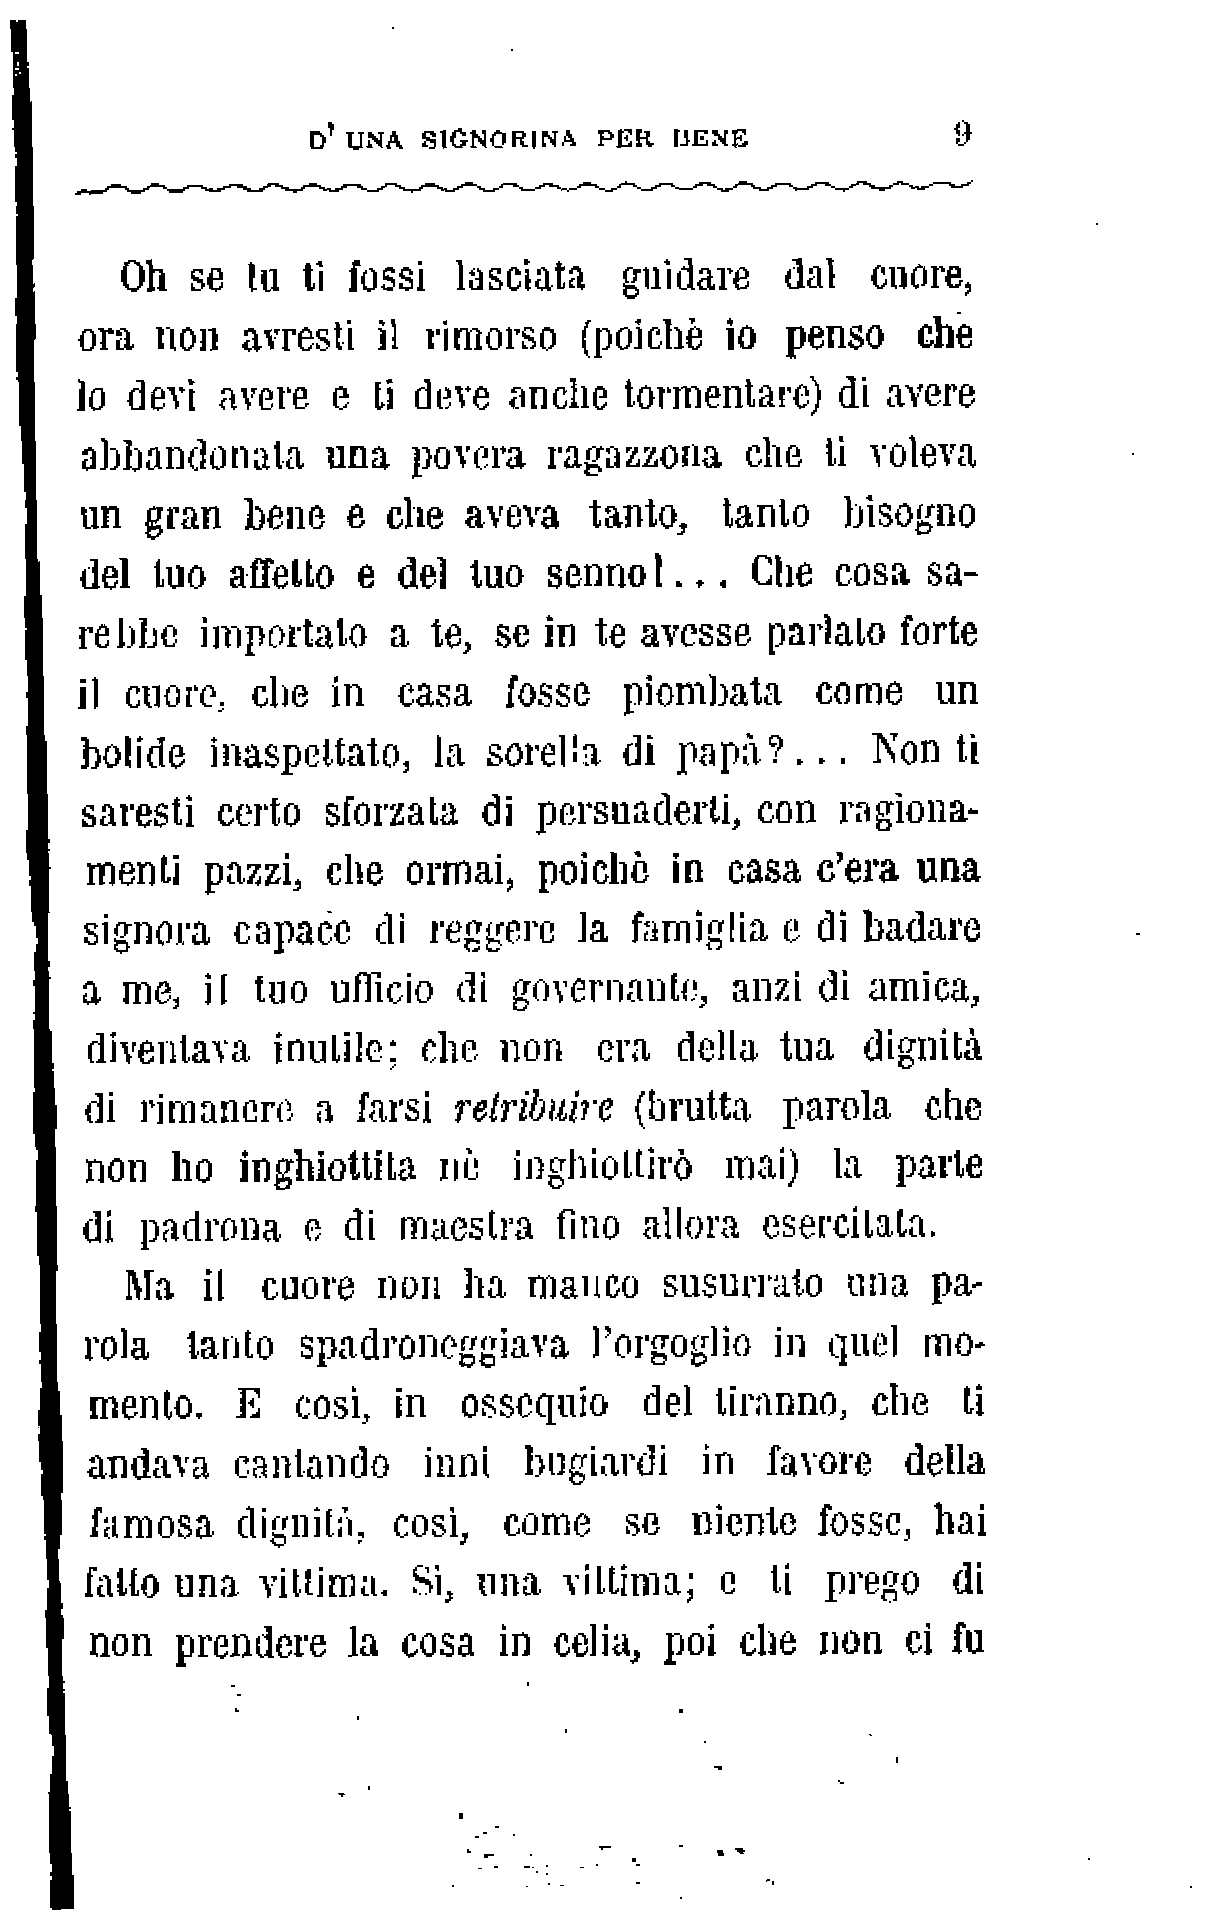 D' UNA SIGNORINA PER BENE 9
Oh se tu ti fossi lasciata guidare dal cuore,
ora non avresti il rimorso (poichè io penso che
lo devi avere e ti deve anche tormentare) di avere
abbandonata una povera ragazzona che ti voleva
un gran bene e che aveva tanto, tanto bisogno
del tuo affetto e del tuo senno!... Che cosa sa-
rebbe importato a te, se in te avesse parlato forte
il cuore, che in casa fosse piombata come un
bolide inaspettato, la sorella di papà?... Non ti
saresti certo sforzata di persuaderti, con ragiona-
menti pazzi, che ormai, poichè in casa c'era una
signora capace di reggere la famiglia e di badare
a me, il tuo ufficio di governante, anzi di amica,
diventava inutile; che non era della tua dignità
di rimanere a farsi retribuire (brutta parola che
non ho inghiottita nè inghiottirò mai) la parte
di padrona e di maestra fino allora esercitata.
Ma il cuore non ha manco susurrato una pa-
rola tanto spadroneggiava l'orgoglio in quel mo-
mento. E così, in ossequio del tiranno, che ti
andava cantando inni bugiardi in favore della
famosa dignità, così, come se niente fosse, hai
fatto una vittima. Sì, una vittima; e ti prego di
non prendere la cosa in celia, poi che non ci fu